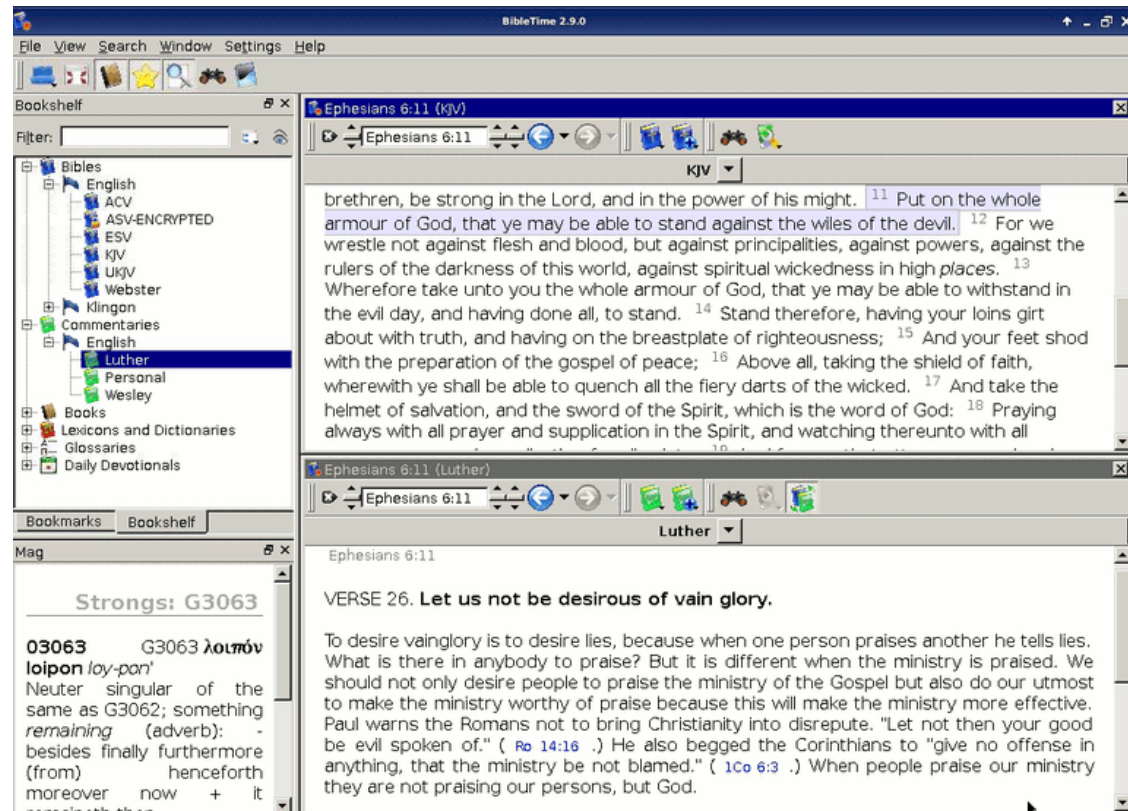 BibleTime 2.9.0
File View Search Window Settings Help
Bookshelf
Filter:
Bibles
English
ACV
ASV-ENCRYPTED
ESV
KJV
UKJV
Webster
Klingon
Commentaries
English
Luther
Personal
Wesley
Books
Lexicons and Dictionaries
Glossaries
Daily Devotionals
Bookmarks Bookshelf
Mag
Strongs: G3063
03063 G3063 λοιπόν
loipon loy-pon'
Neuter singular of the
same as G3062; something
remaining (adverb): -
besides finally furthermore
(from) henceforth
moreover now + it
Ephesians 6:11 (KJV)
Ephesians 6:11
KJV
brethren, be strong in the Lord, and in the power of his might. 11 Put on the whole
armour of God, that ye may be able to stand against the wiles of the devil. 12 For we
wrestle not against flesh and blood, but against principalities, against powers, against the
rulers of the darkness of this world, against spiritual wickedness in high places. 13
Wherefore take unto you the whole armour of God, that ye may be able to withstand in
the evil day, and having done all, to stand. 14 Stand therefore, having your loins girt
about with truth, and having on the breastplate of righteousness; 15 And your feet shod
with the preparation of the gospel of peace; 16 Above all, taking the shield of faith,
wherewith ye shall be able to quench all the fiery darts of the wicked. 17 And take the
helmet of salvation, and the sword of the Spirit, which is the word of God: 18 Praying
always with all prayer and supplication in the Spirit, and watching thereunto with all
Ephesians 6:11 (Luther)
Ephesians 6:11
Luther
Ephesians 6:11
VERSE 26. Let us not be desirous of vain glory.
To desire vainglory is to desire lies, because when one person praises another he tells lies.
What is there in anybody to praise? But it is different when the ministry is praised. We
should not only desire people to praise the ministry of the Gospel but also do our utmost
to make the ministry worthy of praise because this will make the ministry more effective.
Paul warns the Romans not to bring Christianity into disrepute. "Let not then your good
be evil spoken of." ( Ro 14:16 .) He also begged the Corinthians to "give no offense in
anything, that the ministry be not blamed." ( 1Co 6:3 .) When people praise our ministry
they are not praising our persons, but God.